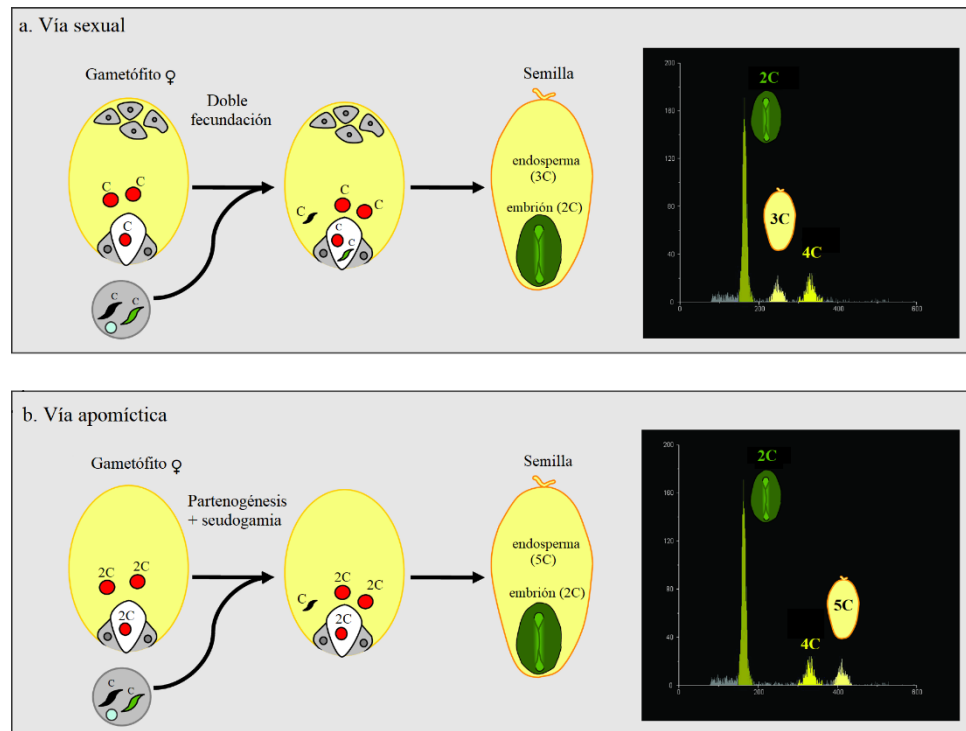 a. Vía sexual
Gametófito ♀
Doble
fecundación
Semilla
C
C
C
C
C
C
C
C
C
C
endosperma
(3C)
embrión (2C)
2C
3C
4C
200
160
120
80
40
0
0
200
400
600
b. Vía apomíctica
Gametófito ♀
Partenogénesis
+ seudogamia
Semilla
2C
2C
2C
C
C
C
2C
2C
2C
endosperma
(5C)
embrión (2C)
2C
4C
5C
200
160
120
80
40
0
0
200
400
600